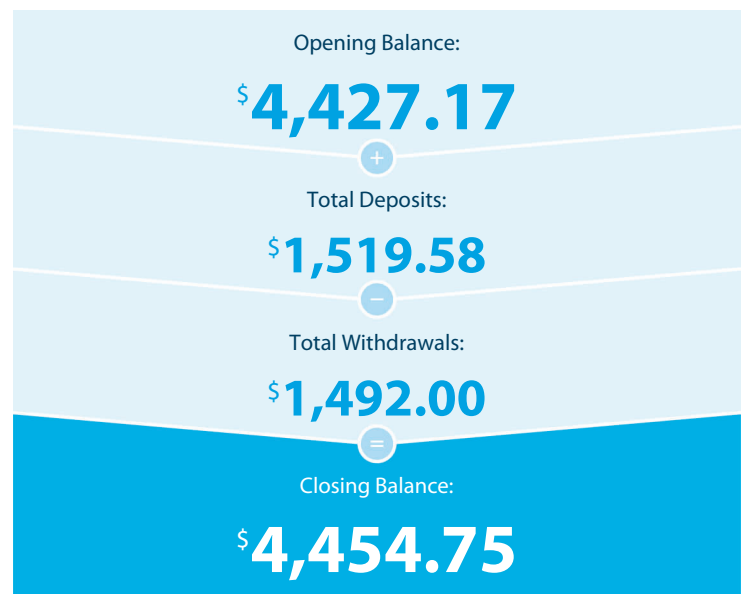 Opening Balance:
$4,427.17
+
Total Deposits:
$1,519.58
−
Total Withdrawals:
$1,492.00
=
Closing Balance:
$4,454.75